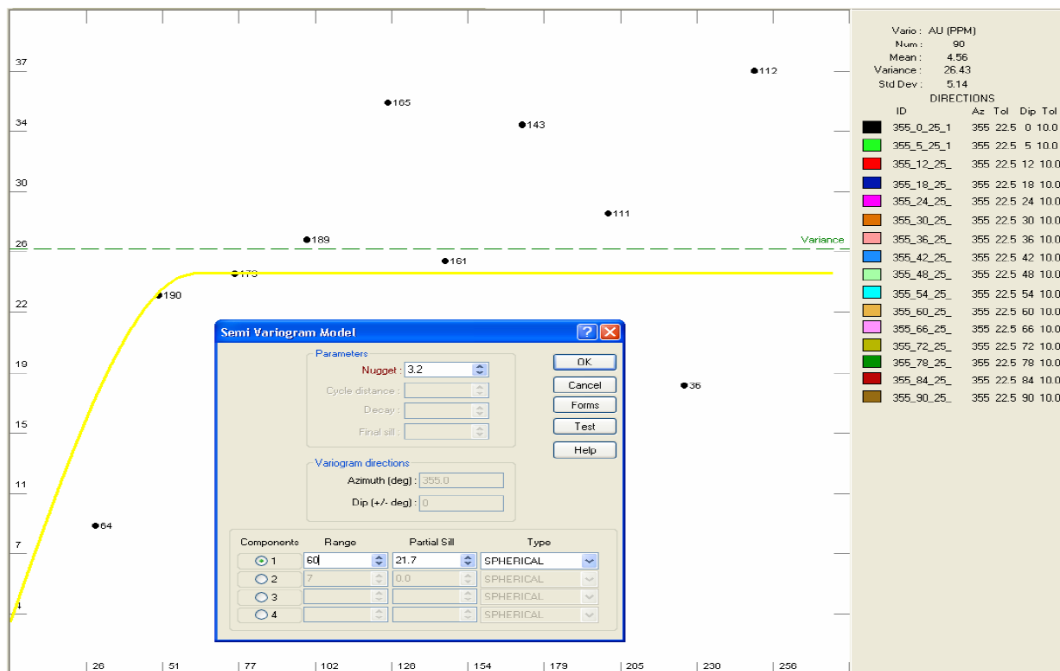 Vario : AU (PPM)
Num : 90
Mean : 4.56
Variance : 26.43
Std Dev : 5.14
DIRECTIONS
ID Az Tol Dip Tol
355_0_25_1 355 22.5 0 10.0
355_5_25_1 355 22.5 5 10.0
355_12_25_ 355 22.5 12 10.0
355_18_25_ 355 22.5 18 10.0
355_24_25_ 355 22.5 24 10.0
355_30_25_ 355 22.5 30 10.0
355_36_25_ 355 22.5 36 10.0
355_42_25_ 355 22.5 42 10.0
355_48_25_ 355 22.5 48 10.0
355_54_25_ 355 22.5 54 10.0
355_60_25_ 355 22.5 60 10.0
355_66_25_ 355 22.5 66 10.0
355_72_25_ 355 22.5 72 10.0
355_78_25_ 355 22.5 78 10.0
355_84_25_ 355 22.5 84 10.0
355_90_25_ 355 22.5 90 10.0
37
112
165
34
143
30
111
189
Variance
26
161
190
22
19
36
15
11
64
7
4
Semi Variogram Model
Parameters
Nugget : 3.2
Cycle distance :
Decay :
Final sill :
OK
Cancel
Forms
Test
Help
Variogram directions
Azimuth (deg) : 355.0
Dip (+/- deg) : 0
Components Range Partial Sill Type
1 60 21.7 SPHERICAL
2 7 0.0 SPHERICAL
3 SPHERICAL
4 SPHERICAL
26 51 77 102 128 154 179 205 230 256